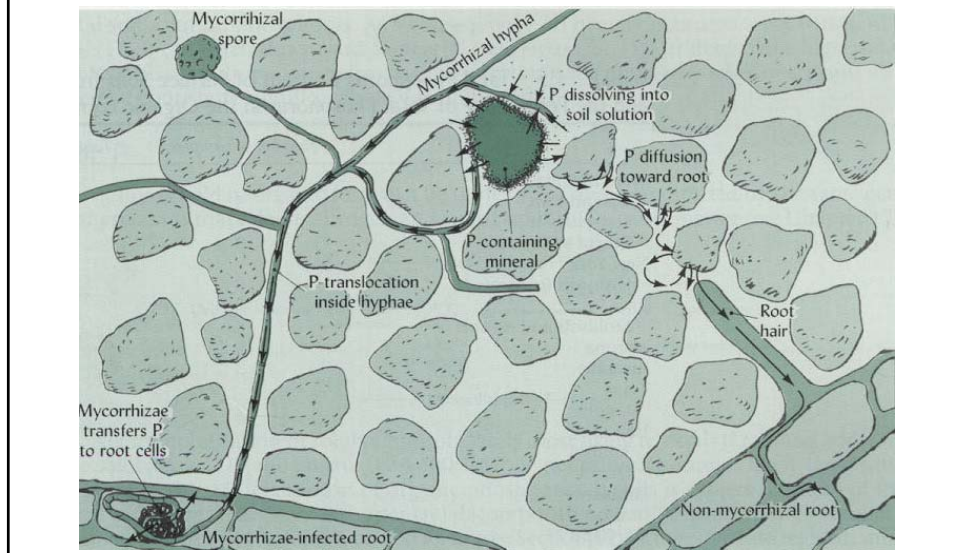 Mycorrihizal
spore
Mycorrhizal hypha
P dissolving into
soil solution
P diffusion
toward root
P-containing
mineral
P-translocation
inside hyphae
Root
hair
Mycorrhizae
transfers P
to root cells
Non-mycorrhizal root
Mycorrhizae-infected root